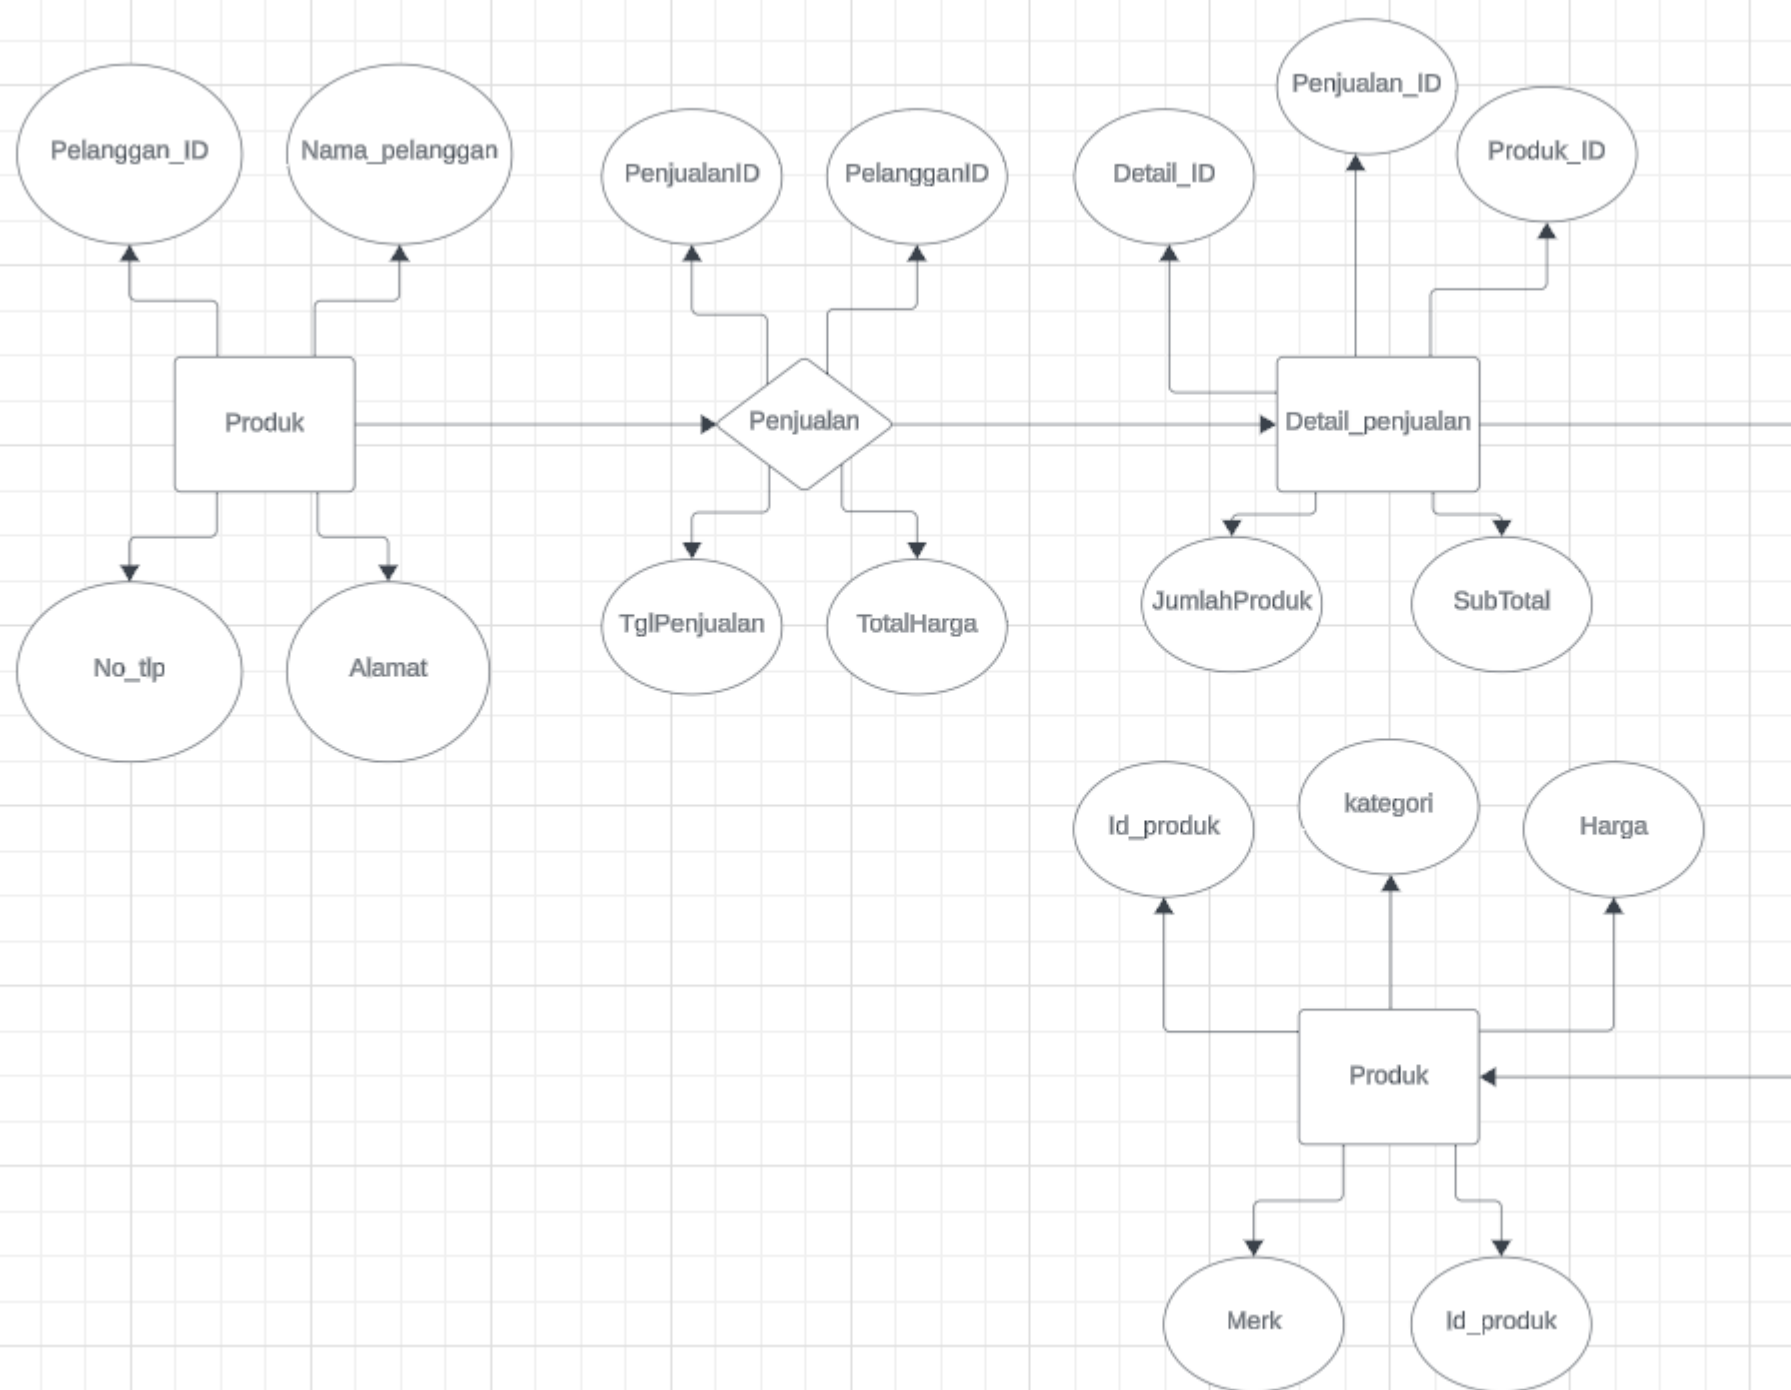 Penjualan_ID
Pelanggan_ID
Nama_pelanggan
Produk_ID
PenjualanID
PelangganID
Detail_ID
Produk
Penjualan
Detail_penjualan
JumlahProduk
SubTotal
TglPenjualan
TotalHarga
No_tlp
Alamat
kategori
Id_produk
Harga
Produk
Merk
Id_produk